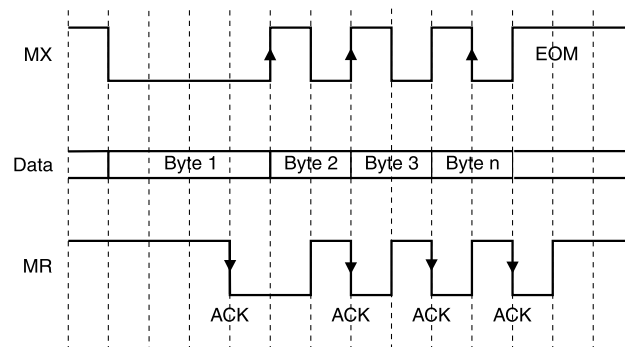 MX EOM
Data Byte 1 Byte 2 Byte 3 Byte n
MR
ACK ACK ACK ACK